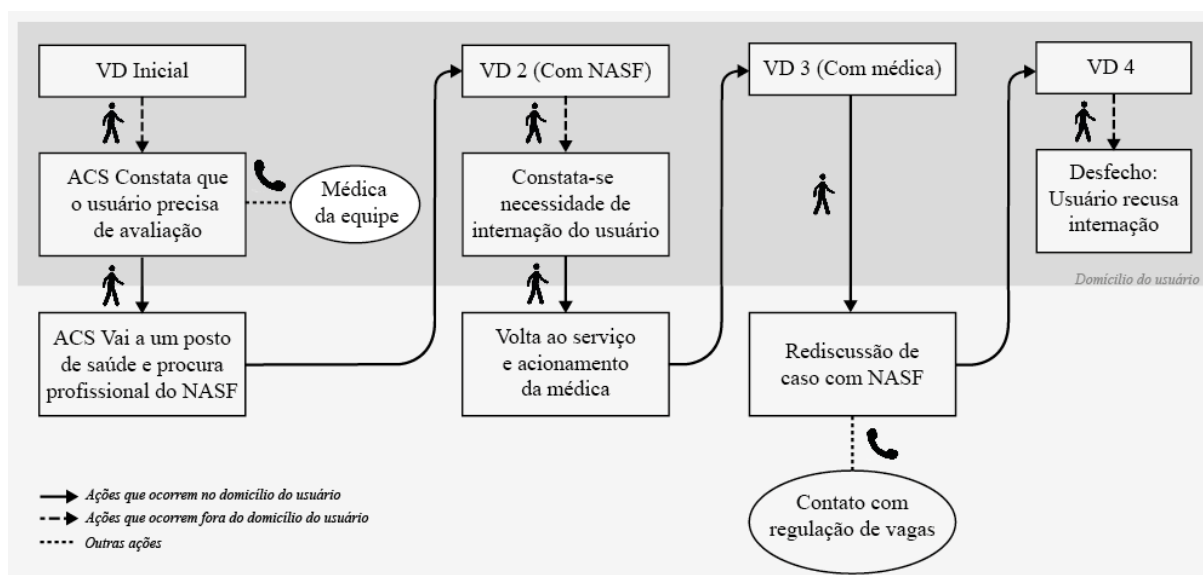 VD Inicial
ACS Constata que
o usuário precisa
de avaliação
Médica
da equipe
ACS Vai a um posto
de saúde e procura
profissional do NASF
VD 2 (Com NASF)
Constata-se
necessidade de
internação do usuário
Volta ao serviço
e acionamento
da médica
VD 3 (Com médica)
Rediscussão de
caso com NASF
Contato com
regulação de vagas
VD 4
Desfecho:
Usuário recusa
internação
Domicílio do usuário
Ações que ocorrem no domicílio do usuário
Ações que ocorrem fora do domicílio do usuário
Outras ações